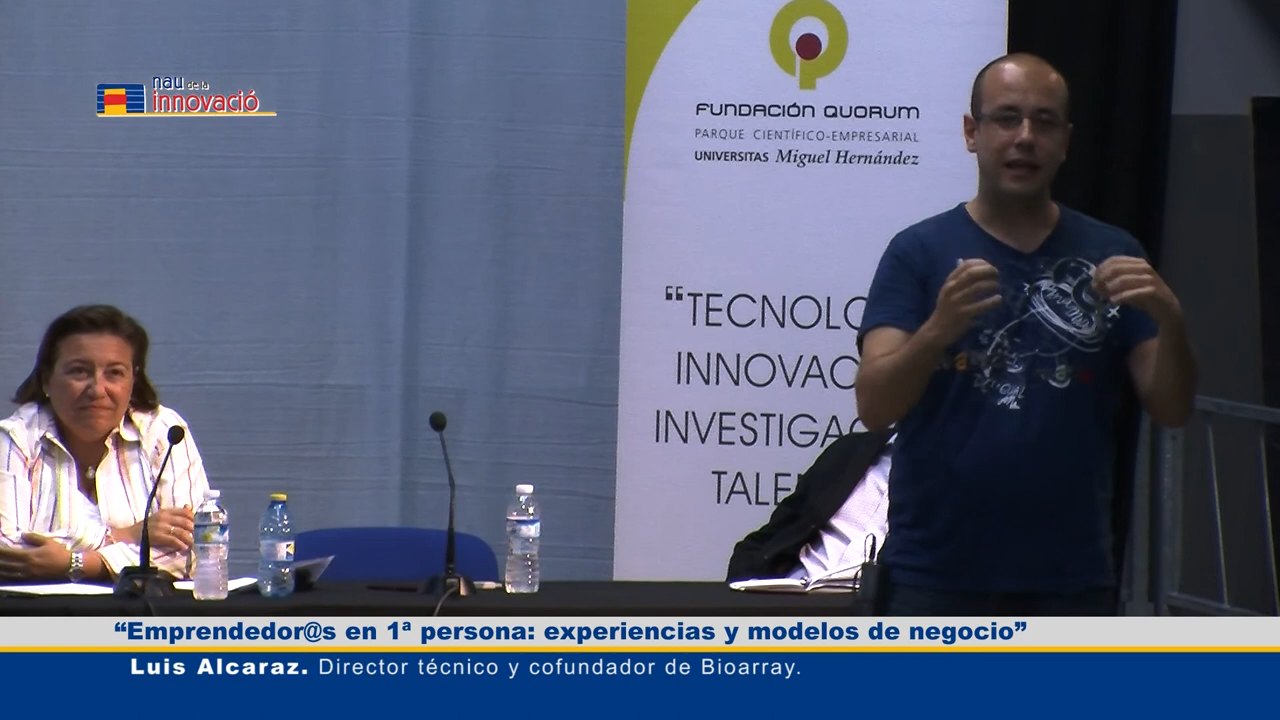 nau de la
innovació
FUNDACIÓN QUORUM
PARQUE CIENTÍFICO-EMPRESARIAL
UNIVERSITAS Miguel Hernández
“TECNOLO
INNOVAC
INVESTIGAC
TALE
“Emprendedor@s en 1ª persona: experiencias y modelos de negocio”
Luis Alcaraz. Director técnico y cofundador de Bioarray.